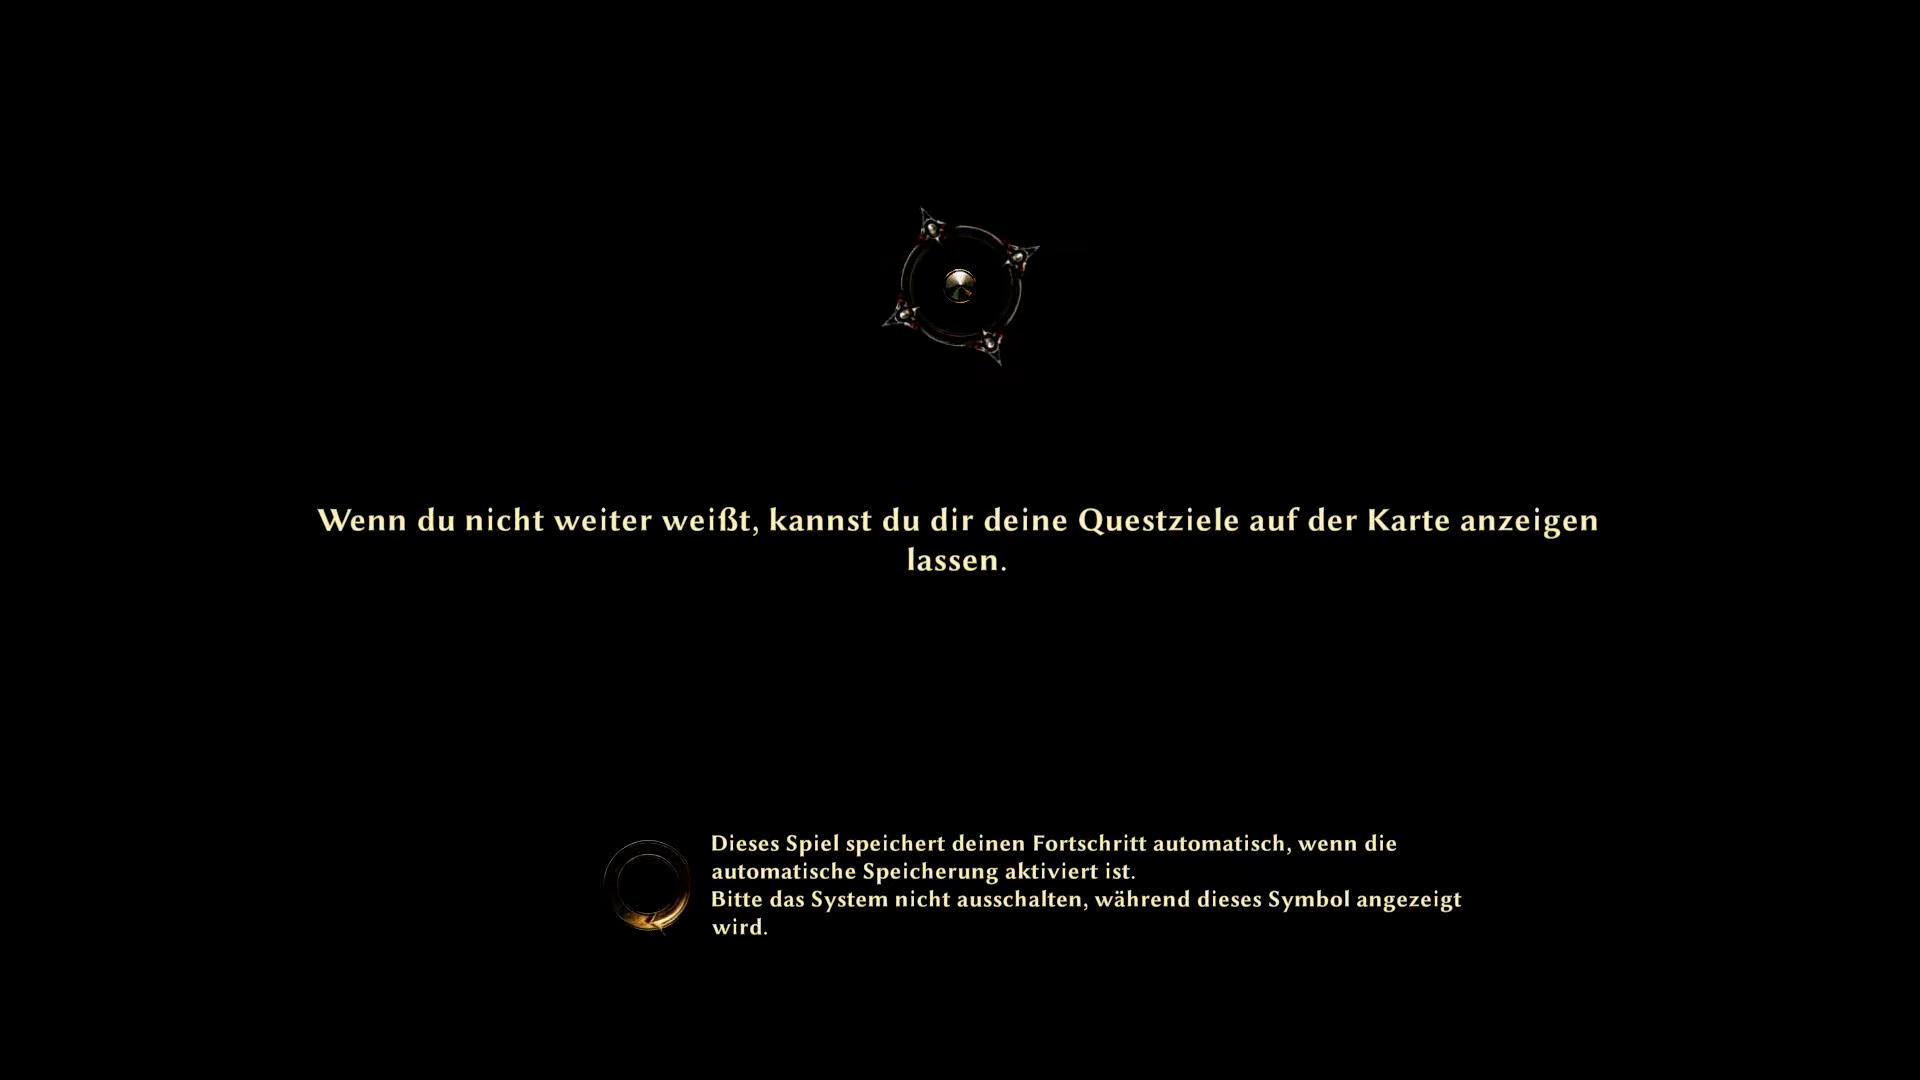 Wenn du nicht weiter weißt, kannst du dir deine Questziele auf der Karte anzeigen
lassen.
Dieses Spiel speichert deinen Fortschritt automatisch, wenn die
automatische Speicherung aktiviert ist.
Bitte das System nicht ausschalten, während dieses Symbol angezeigt
wird.